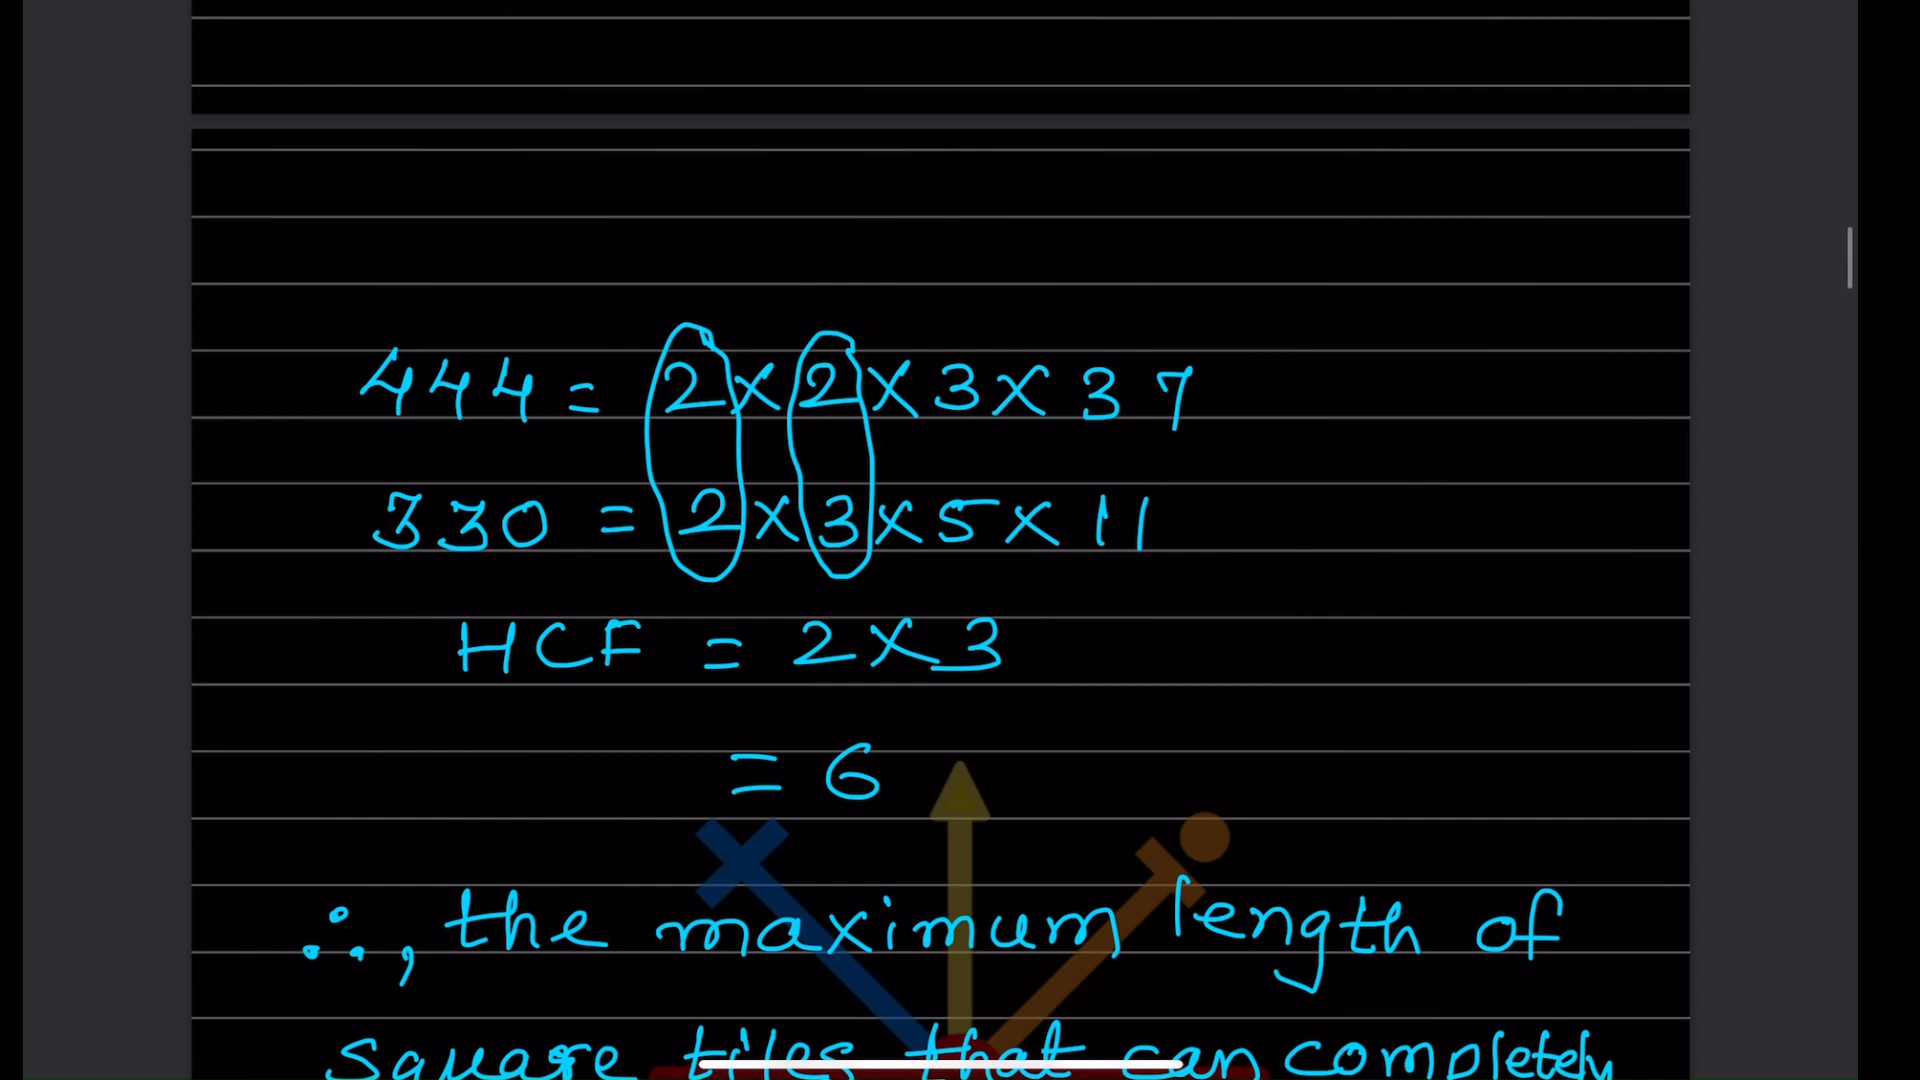 444 = 2 × 2 × 3 × 37
330 = 2 × 3 × 5 × 11
HCF = 2 × 3
= 6
∴, the maximum length of
square tiles that can completely